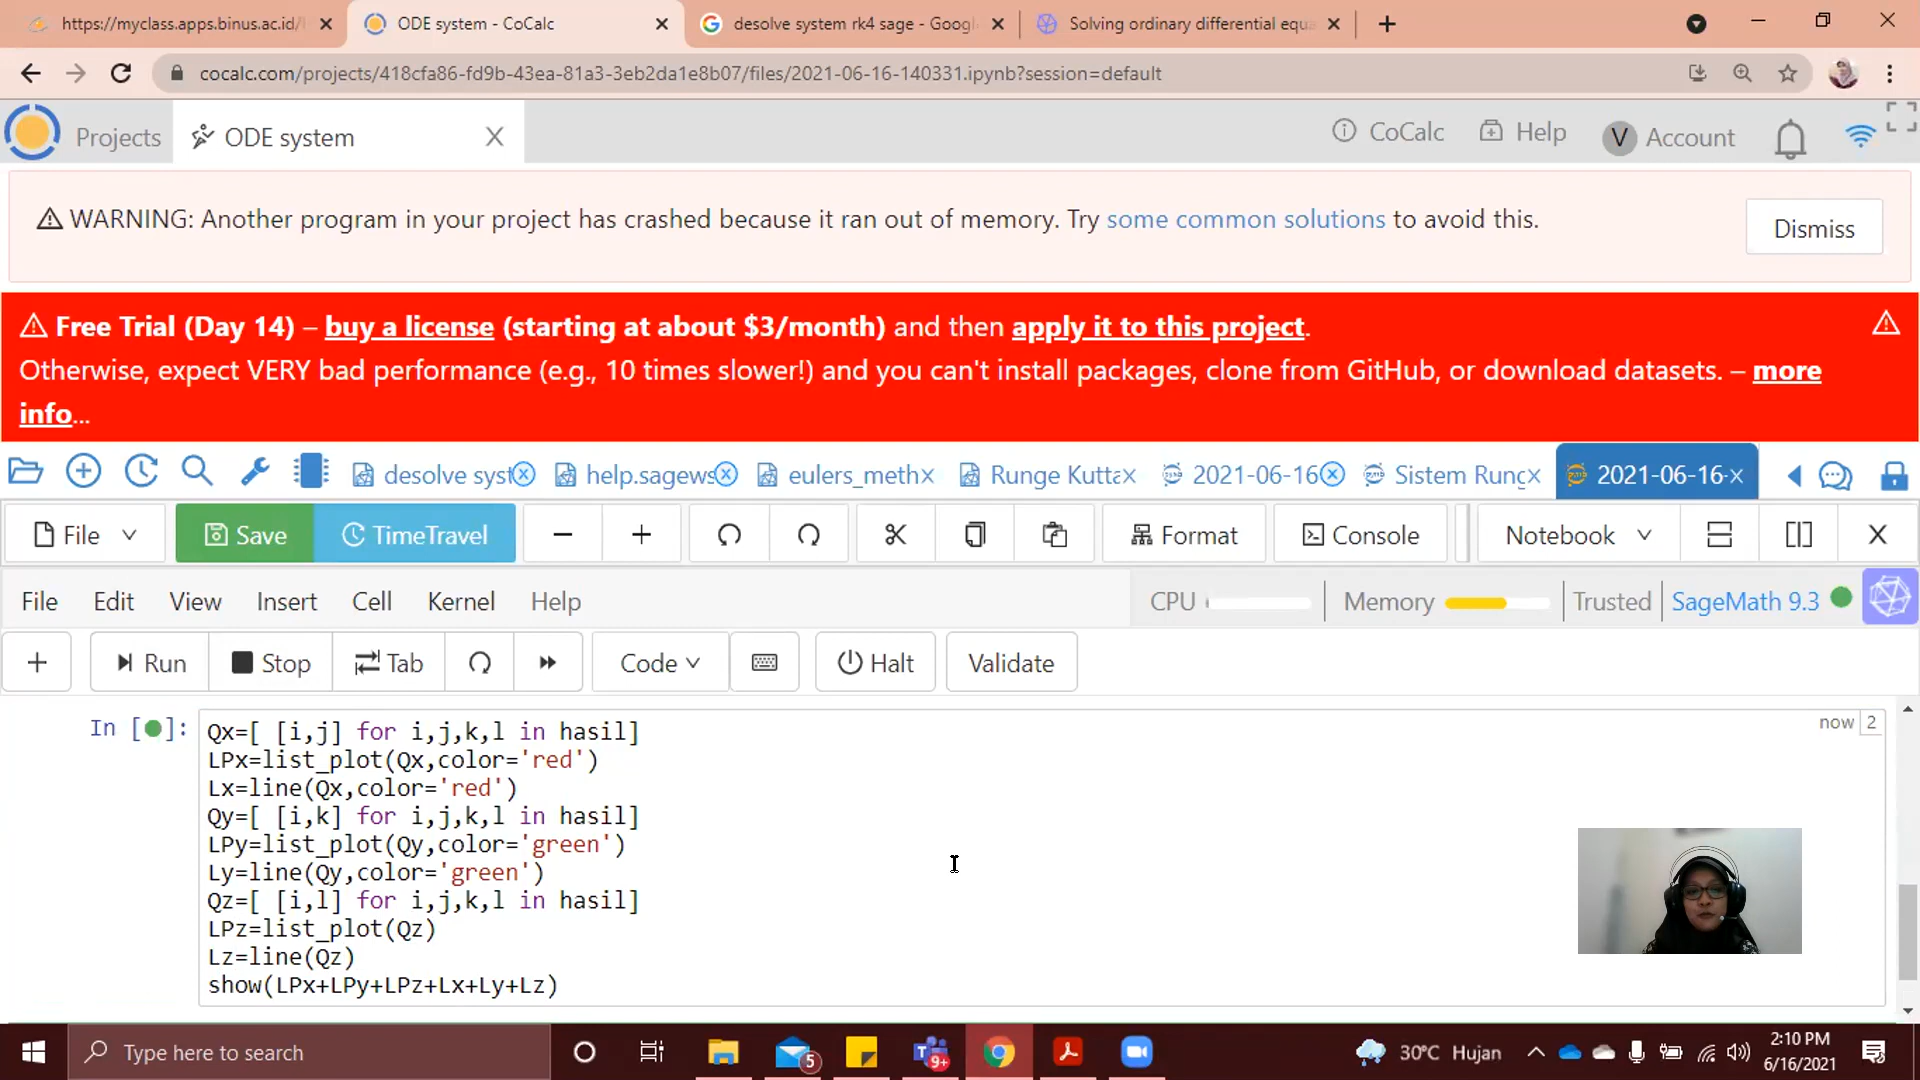 https://myclass.apps.binus.ac.id/
ODE system - CoCalc
desolve system rk4 sage - Googl
Solving ordinary differential equa
cocalc.com/projects/418cfa86-fd9b-43ea-81a3-3eb2da1e8b07/files/2021-06-16-140331.ipynb?session=default
Projects
ODE system
CoCalc
Help
V Account
WARNING: Another program in your project has crashed because it ran out of memory. Try some common solutions to avoid this.
Dismiss
Free Trial (Day 14) – buy a license (starting at about $3/month) and then apply it to this project.
Otherwise, expect VERY bad performance (e.g., 10 times slower!) and you can't install packages, clone from GitHub, or download datasets. – more
info...
desolve syst
help.sagews
eulers_meth
Runge Kutta
2021-06-16
Sistem Rung
2021-06-16-
File
Save
TimeTravel
Format
Console
Notebook
File Edit View Insert Cell Kernel Help
CPU
Memory
Trusted
SageMath 9.3
Run
Stop
Tab
Code
Halt
Validate
In [ ]:
now 2
Qx=[ [i,j] for i,j,k,l in hasil]
LPx=list_plot(Qx,color='red')
Lx=line(Qx,color='red')
Qy=[ [i,k] for i,j,k,l in hasil]
LPy=list_plot(Qy,color='green')
Ly=line(Qy,color='green')
Qz=[ [i,l] for i,j,k,l in hasil]
LPz=list_plot(Qz)
Lz=line(Qz)
show(LPx+LPy+LPz+Lx+Ly+Lz)
Type here to search
5
9+
30°C Hujan
2:10 PM
6/16/2021